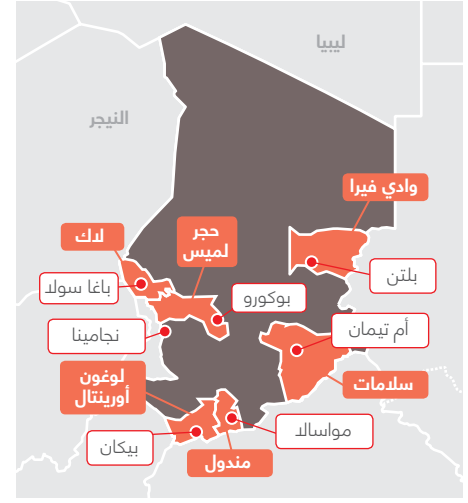 ليبيا
النيجر
وادي فيرا
حجر
لميس
لاك
بلتن
باغا سولا
بوكورو
أم تيمان
نجامينا
لوغون
أورينتال
سلامات
مواسالا
بيكان
مندول